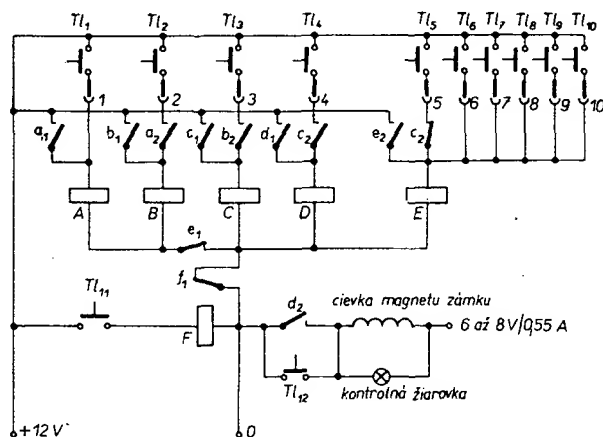 Tl1 Tl2 Tl3 Tl4 Tl5 Tl6 Tl7 Tl8 Tl9 Tl10
1 2 3 4 5 6 7 8 9 10
a1 b1 a2 c1 b2 d1 c2 e2 c2
A B C D E
e1
f1
Tl11 F d2 cievka magnetu zámku
6 až 8 V/0,55 A
Tl12 kontrolná žiarovka
+12 V 0